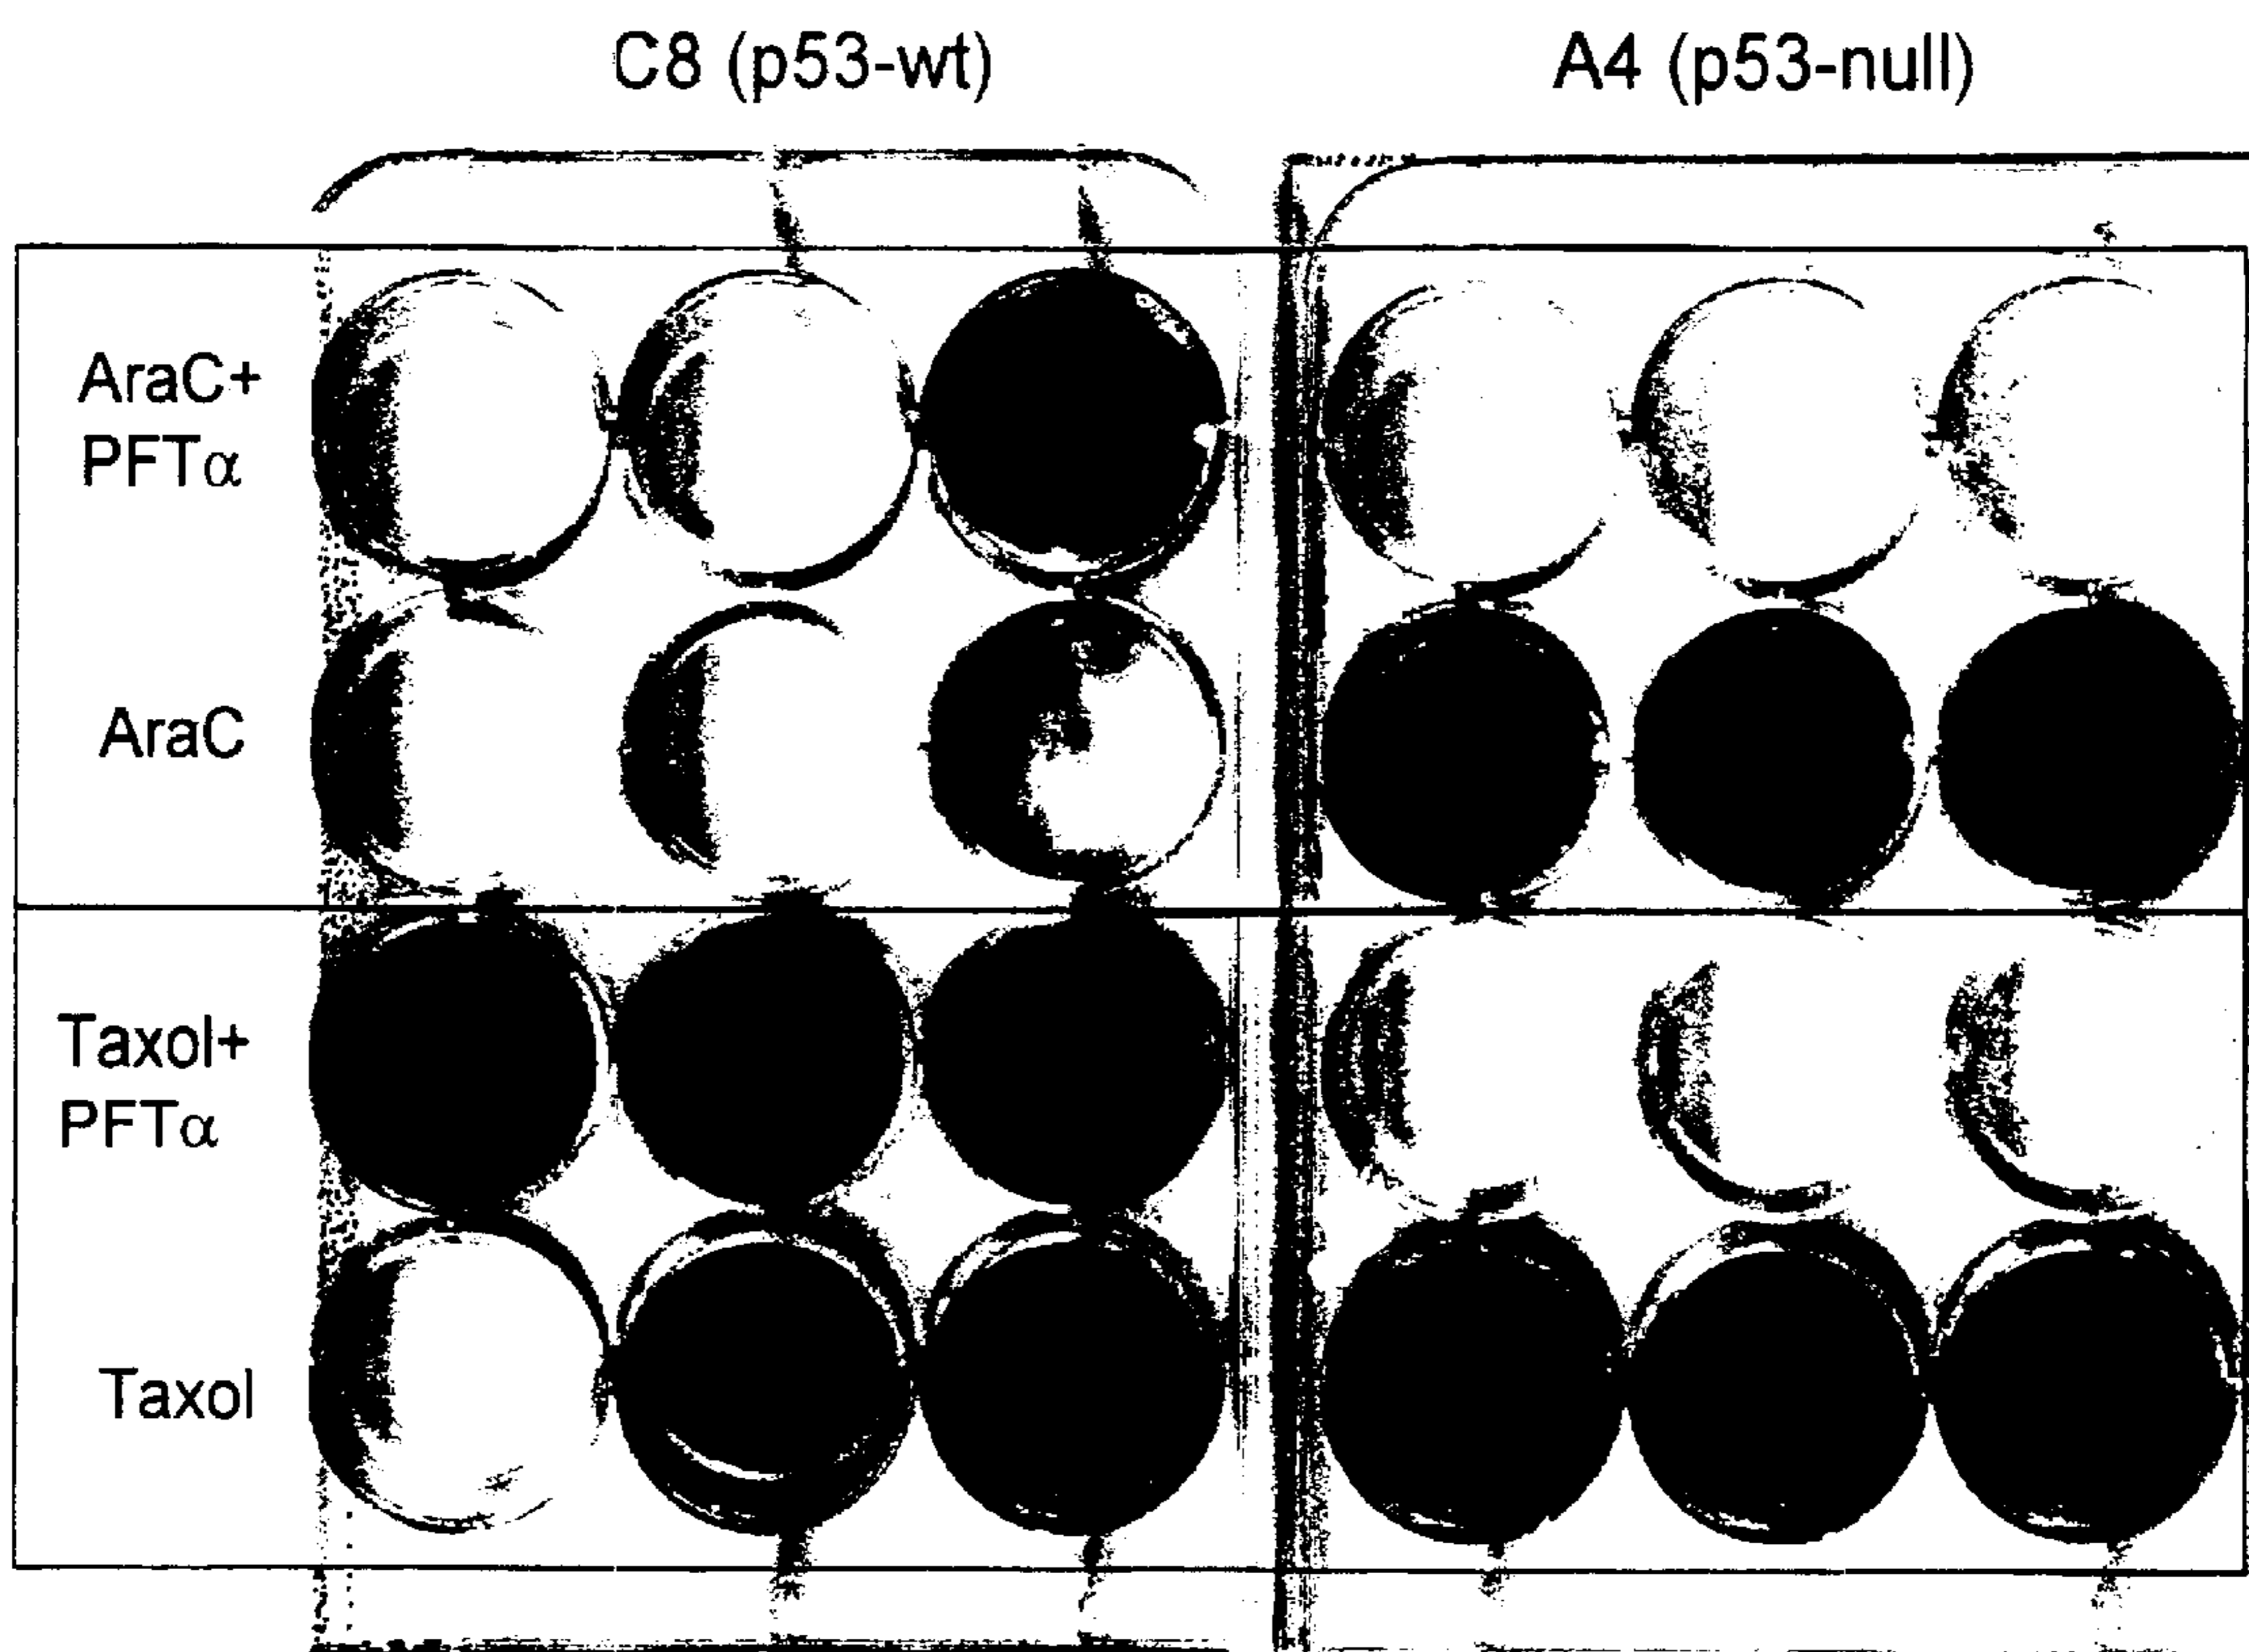 C8 (p53-wt)
A4 (p53-null)
AraC+
PFTα
AraC
Taxol+
PFTα
Taxol